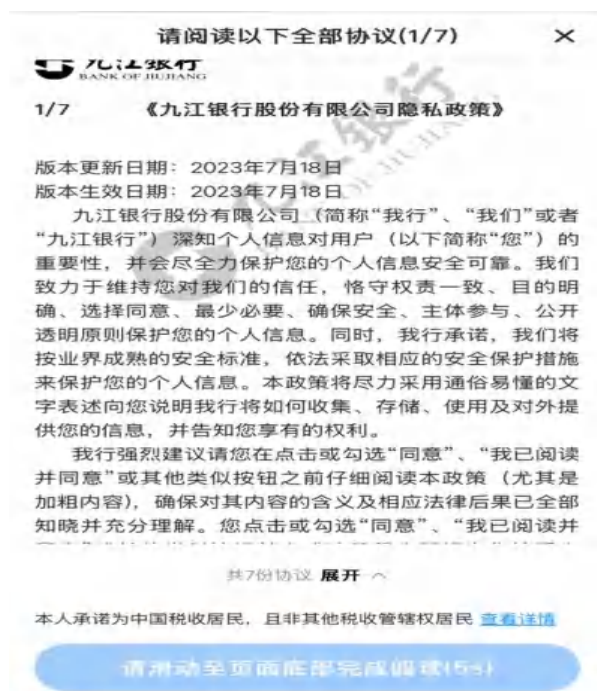 请阅读以下全部协议(1/7) ×
九江银行
BANK OF JIUJIANG
1/7 《九江银行股份有限公司隐私政策》
版本更新日期：2023年7月18日
版本生效日期：2023年7月18日
九江银行股份有限公司（简称“我行”、“我们”或者
“九江银行”）深知个人信息对用户（以下简称“您”）的
重要性，并会尽全力保护您的个人信息安全可靠。我们
致力于维持您对我们的信任，恪守权责一致、目的明
确、选择同意、最少必要、确保安全、主体参与、公开
透明原则保护您的个人信息。同时，我行承诺，我们将
按业界成熟的安全标准，依法采取相应的安全保护措施
来保护您的个人信息。本政策将尽力采用通俗易懂的文
字表述向您说明我行将如何收集、存储、使用及对外提
供您的信息，并告知您享有的权利。
我行强烈建议请您在点击或勾选“同意”、“我已阅读
并同意”或其他类似按钮之前仔细阅读本政策（尤其是
加粗内容），确保对其内容的含义及相应法律后果已全部
知晓并充分理解。您点击或勾选“同意”、“我已阅读并
共7份协议 展开
本人承诺为中国税收居民，且非其他税收管辖权居民 查看详情
请滑动至页面底部完成阅读(5s)
九江银行
BANK OF JIUJIANG